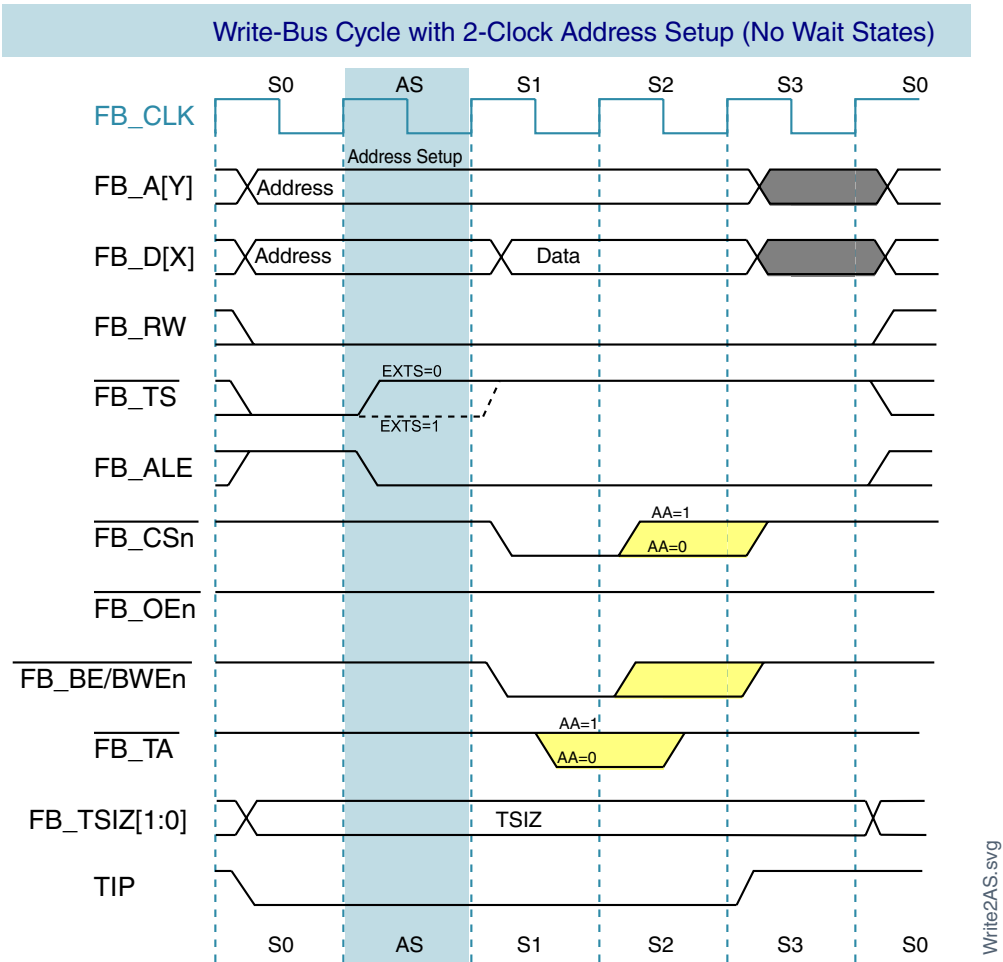 Write-Bus Cycle with 2-Clock Address Setup (No Wait States)
S0 AS S1 S2 S3 S0
FB_CLK
Address Setup
FB_A[Y] Address
FB_D[X] Address Data
FB_RW
EXTS=0
FB_TS
EXTS=1
FB_ALE
AA=1
FB_CSn
AA=0
FB_OEn
FB_BE/BWEn
AA=1
FB_TA
AA=0
FB_TSIZ[1:0] TSIZ
TIP
S0 AS S1 S2 S3 S0
Write2AS.svg